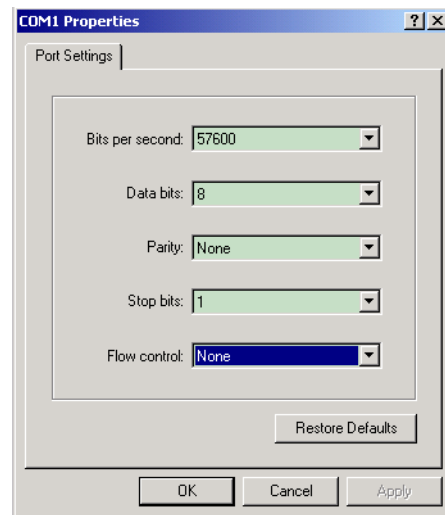 COM1 Properties
Port Settings
Bits per second: 57600
Data bits: 8
Parity: None
Stop bits: 1
Flow control: None
Restore Defaults
OK Cancel Apply